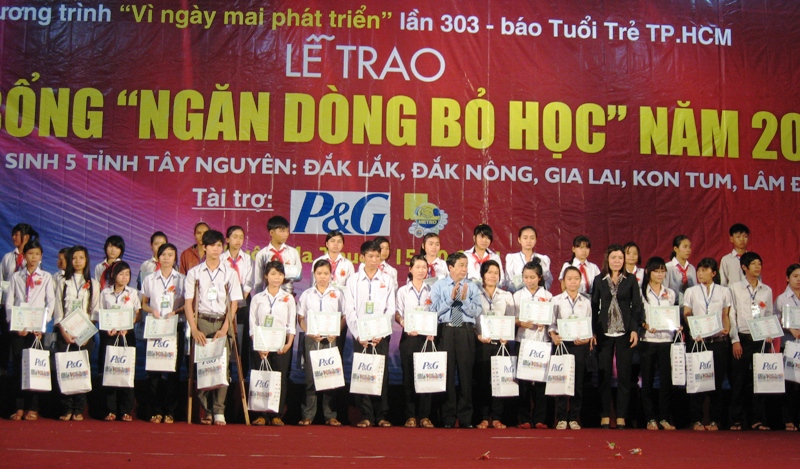 ương trình “Vì ngày mai phát triển” lần 303 - báo Tuổi Trẻ TP.HCM
LỄ TRAO
BỔNG “NGĂN DÒNG BỎ HỌC” NĂM 20
SINH 5 TỈNH TÂY NGUYÊN: ĐẮK LẮK, ĐẮK NÔNG, GIA LAI, KON TUM, LÂM Đ
Tài trợ: P&G METRO
P&G P&G P&G P&G P&G P&G